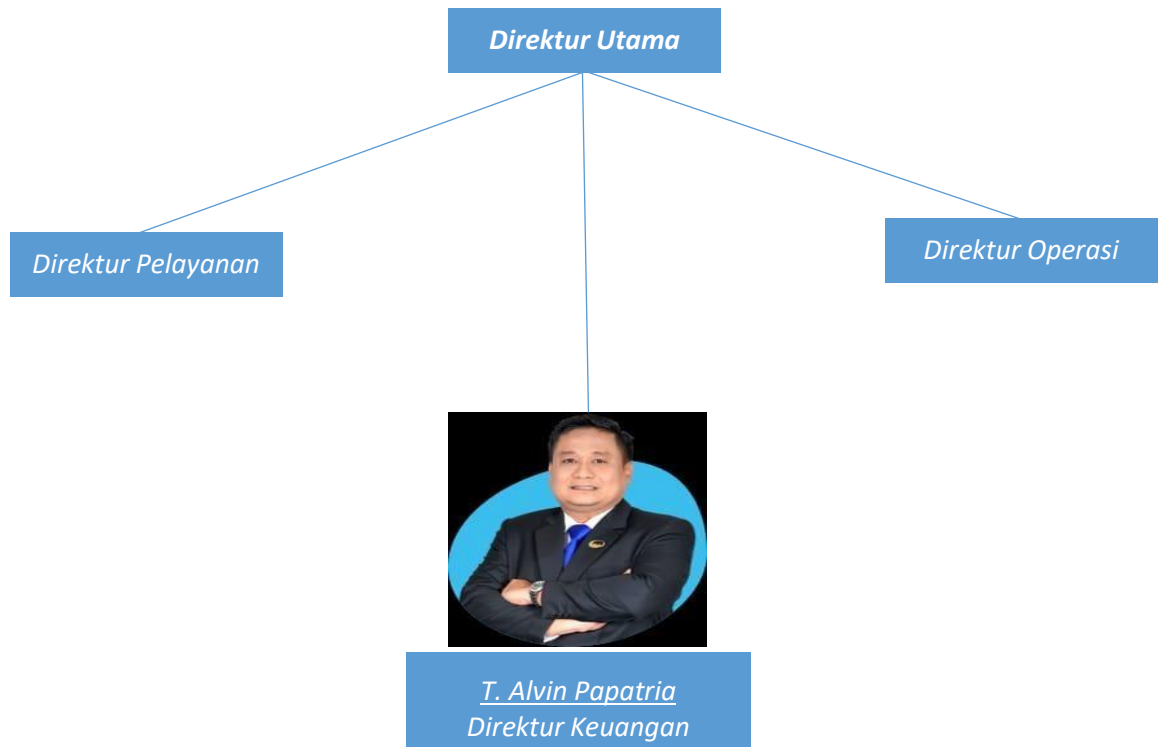 Direktur Utama
Direktur Pelayanan
Direktur Operasi
T. Alvin Papatria
Direktur Keuangan